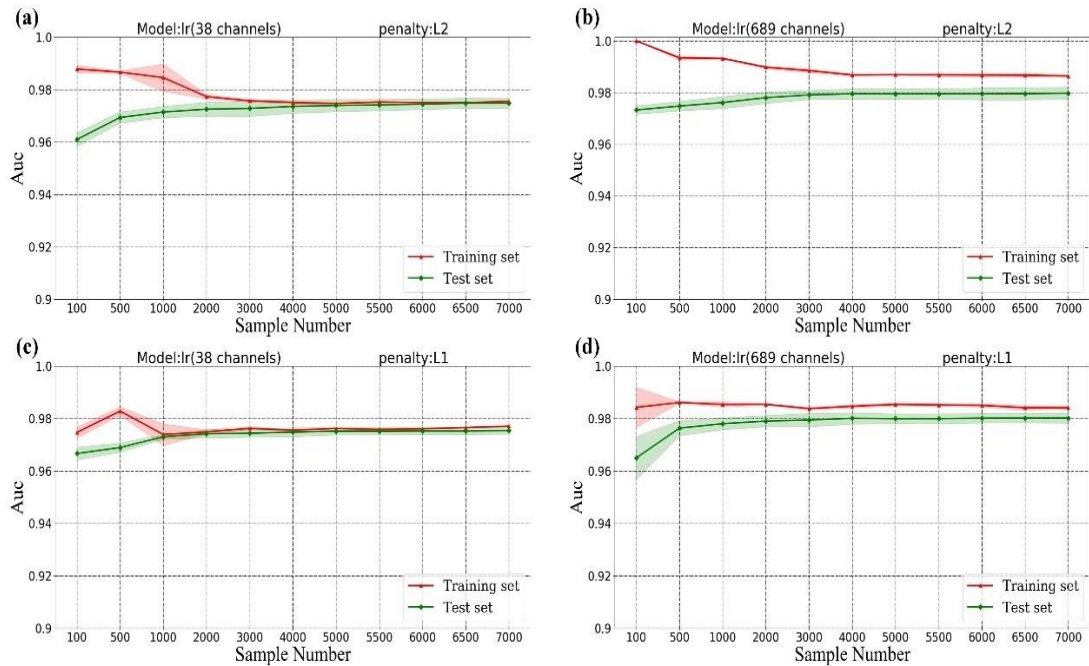 (a)
Model:lr(38 channels) penalty:L2
1.0
0.98
0.96
0.94
0.92
0.9
Auc
Training set
Test set
100 500 1000 2000 3000 4000 5000 5500 6000 6500 7000
Sample Number
(b)
Model:lr(689 channels) penalty:L2
1.0
0.98
0.96
0.94
0.92
0.9
Auc
Training set
Test set
100 500 1000 2000 3000 4000 5000 5500 6000 6500 7000
Sample Number
(c)
Model:lr(38 channels) penalty:L1
1.0
0.98
0.96
0.94
0.92
0.9
Auc
Training set
Test set
100 500 1000 2000 3000 4000 5000 5500 6000 6500 7000
Sample Number
(d)
Model:lr(689 channels) penalty:L1
1.0
0.98
0.96
0.94
0.92
0.9
Auc
Training set
Test set
100 500 1000 2000 3000 4000 5000 5500 6000 6500 7000
Sample Number